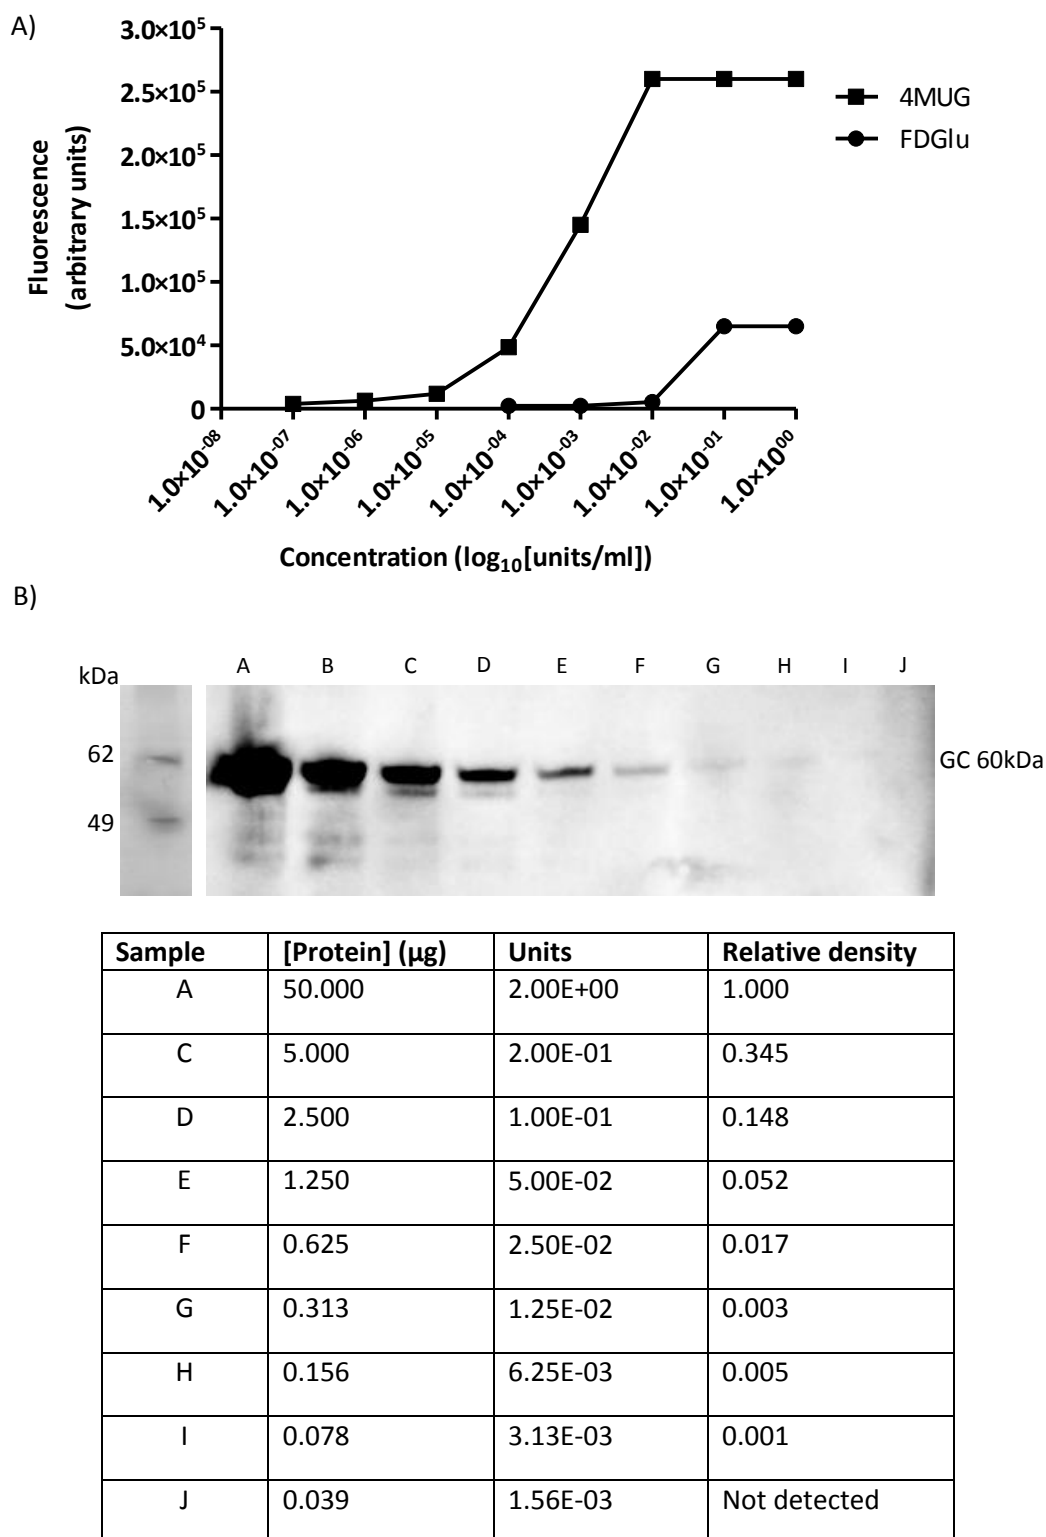 A)
3.0×10⁵
2.5×10⁵
2.0×10⁵
1.5×10⁵
1.0×10⁵
5.0×10⁴
0
Fluorescence
(arbitrary units)
4MUG
FDGlu
1.0×10⁻⁰⁸ 1.0×10⁻⁰⁷ 1.0×10⁻⁰⁶ 1.0×10⁻⁰⁵ 1.0×10⁻⁰⁴ 1.0×10⁻⁰³ 1.0×10⁻⁰² 1.0×10⁻⁰¹ 1.0×10⁰⁰
Concentration (log₁₀[units/ml])
B)
kDa A B C D E F G H I J
62
49
GC 60kDa
Sample [Protein] (μg) Units Relative density
A 50.000 2.00E+00 1.000
C 5.000 2.00E-01 0.345
D 2.500 1.00E-01 0.148
E 1.250 5.00E-02 0.052
F 0.625 2.50E-02 0.017
G 0.313 1.25E-02 0.003
H 0.156 6.25E-03 0.005
I 0.078 3.13E-03 0.001
J 0.039 1.56E-03 Not detected